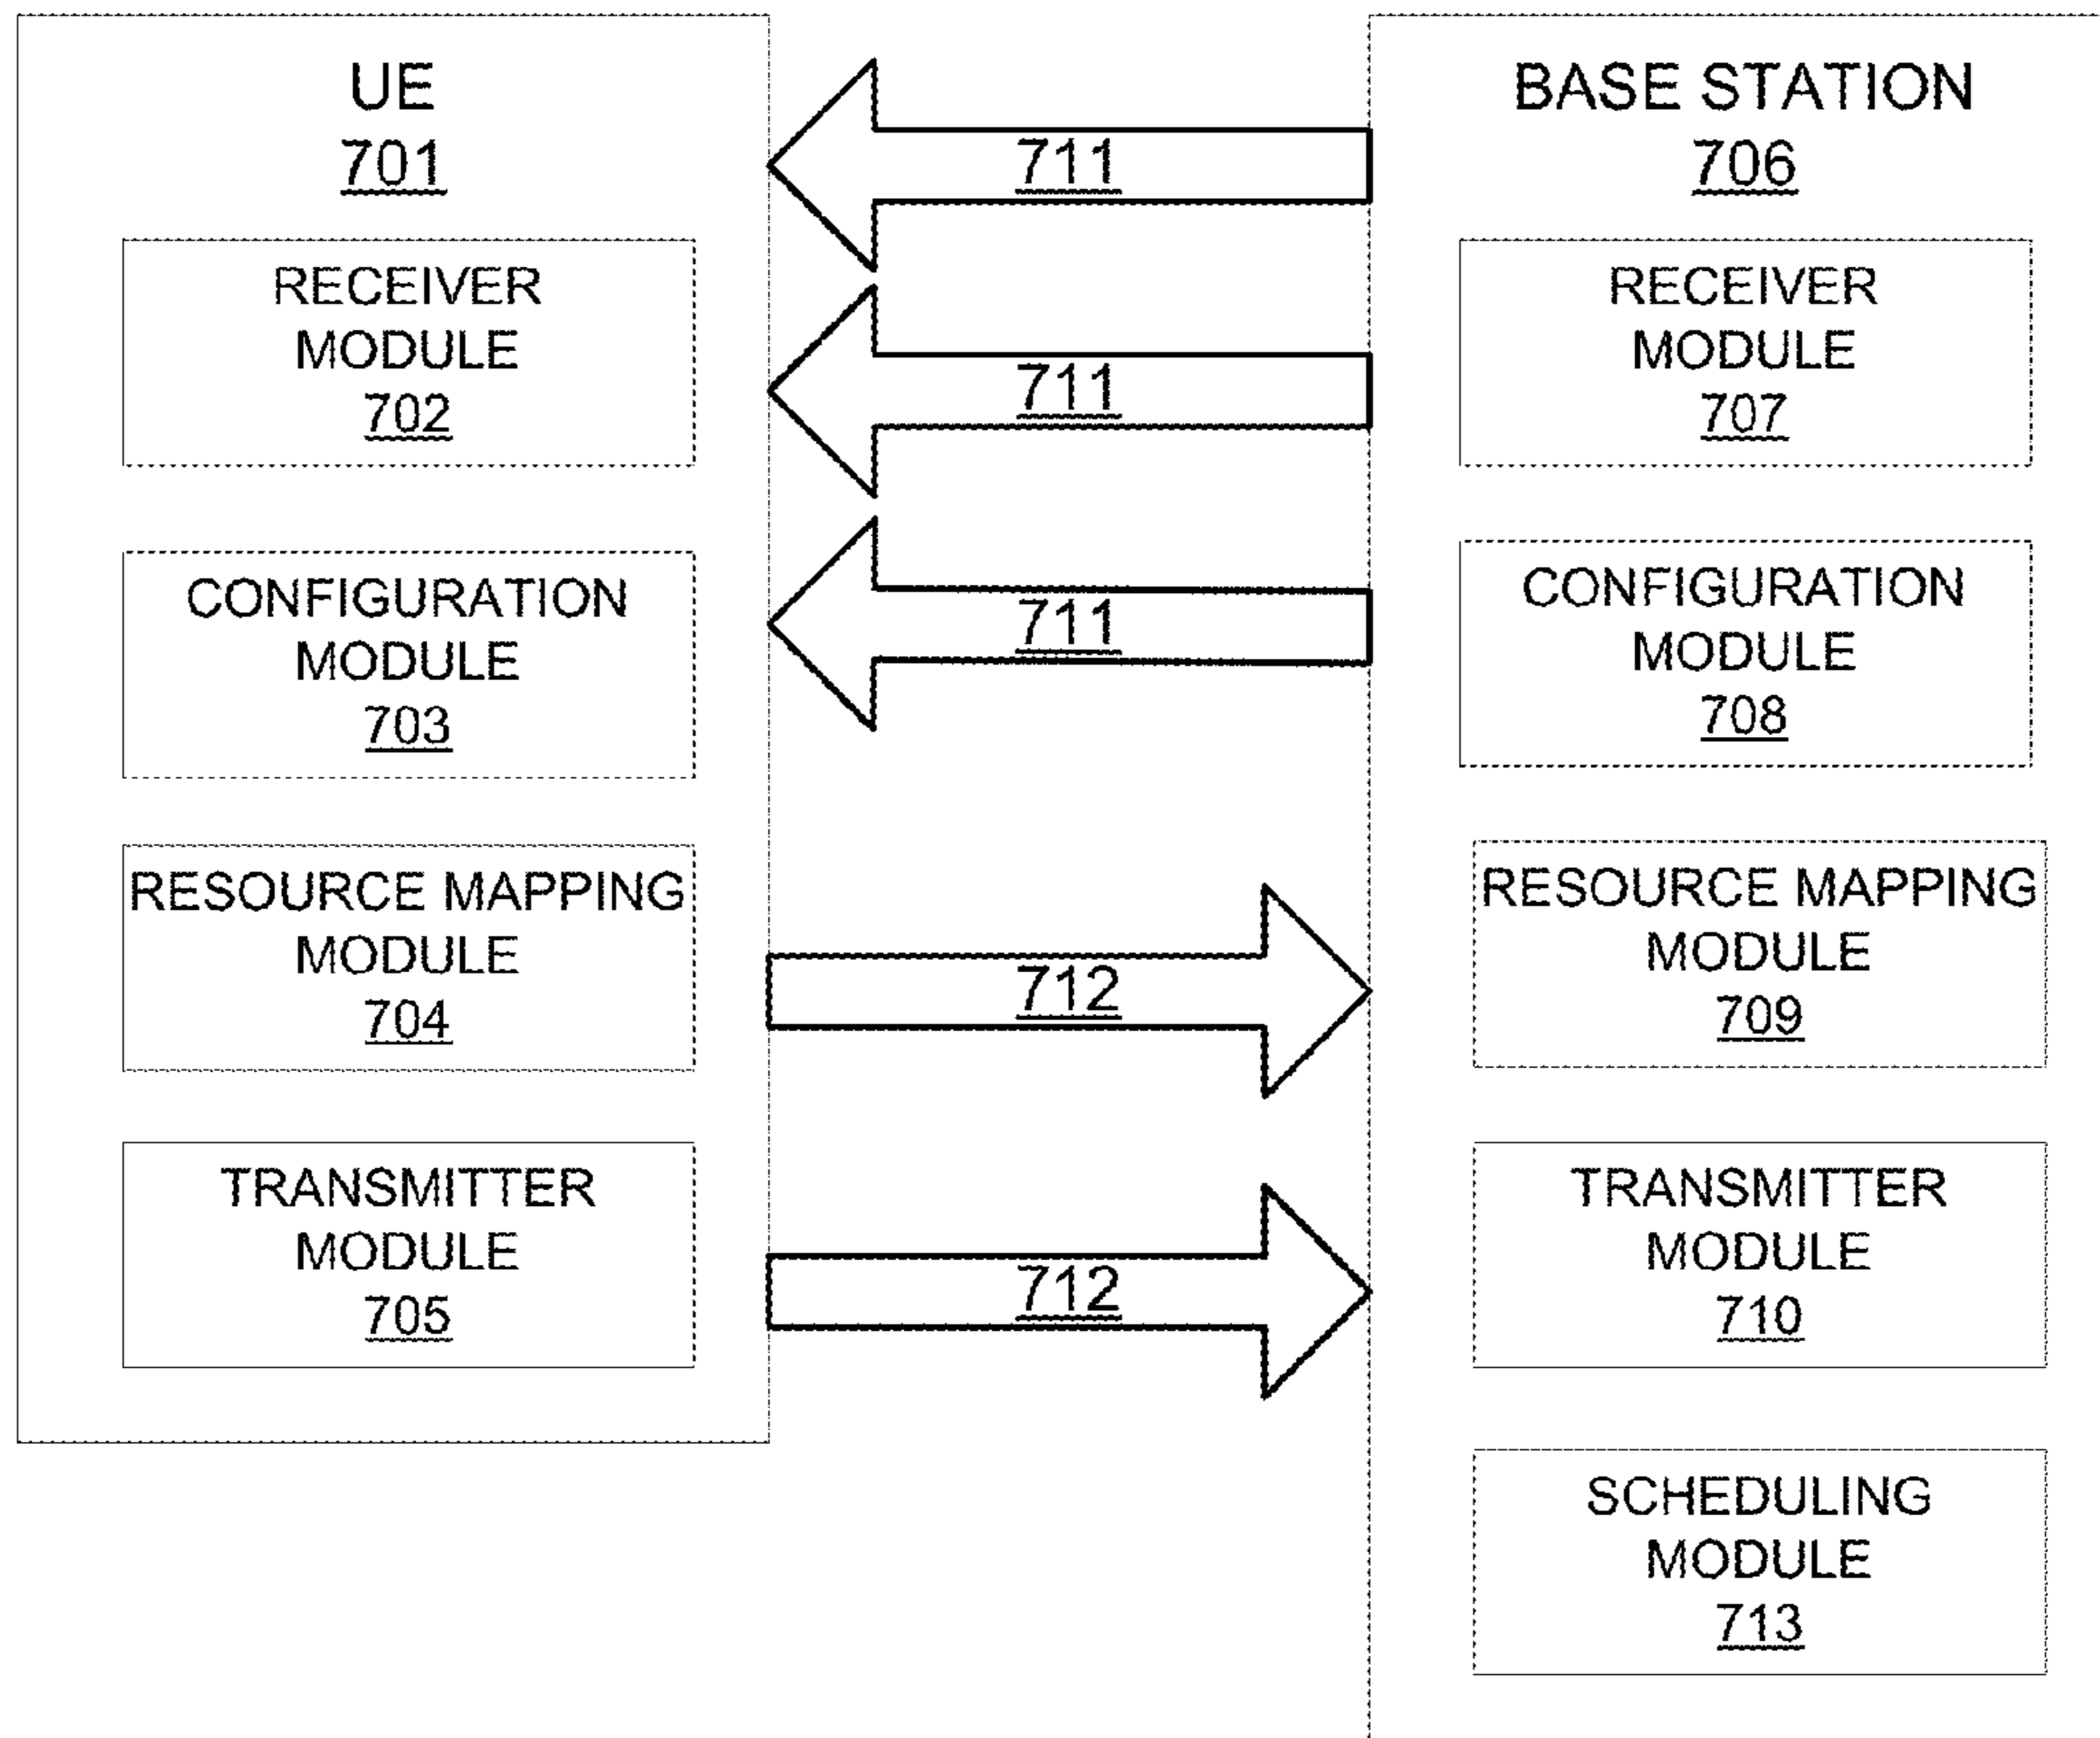 UE
701
RECEIVER
MODULE
702
CONFIGURATION
MODULE
703
RESOURCE MAPPING
MODULE
704
TRANSMITTER
MODULE
705
711
711
711
712
712
BASE STATION
706
RECEIVER
MODULE
707
CONFIGURATION
MODULE
708
RESOURCE MAPPING
MODULE
709
TRANSMITTER
MODULE
710
SCHEDULING
MODULE
713